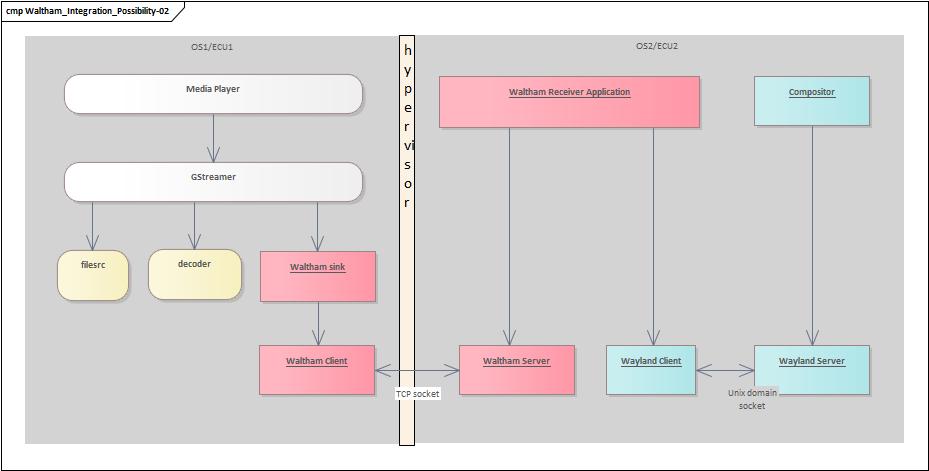 cmp Waltham_Integration_Possibility-02
OS1/ECU1
hypervisor
OS2/ECU2
Media Player
Waltham Receiver Application
Compositor
GStreamer
filesrc
decoder
Waltham sink
Waltham Client
Waltham Server
Wayland Client
Wayland Server
TCP socket
Unix domain
socket